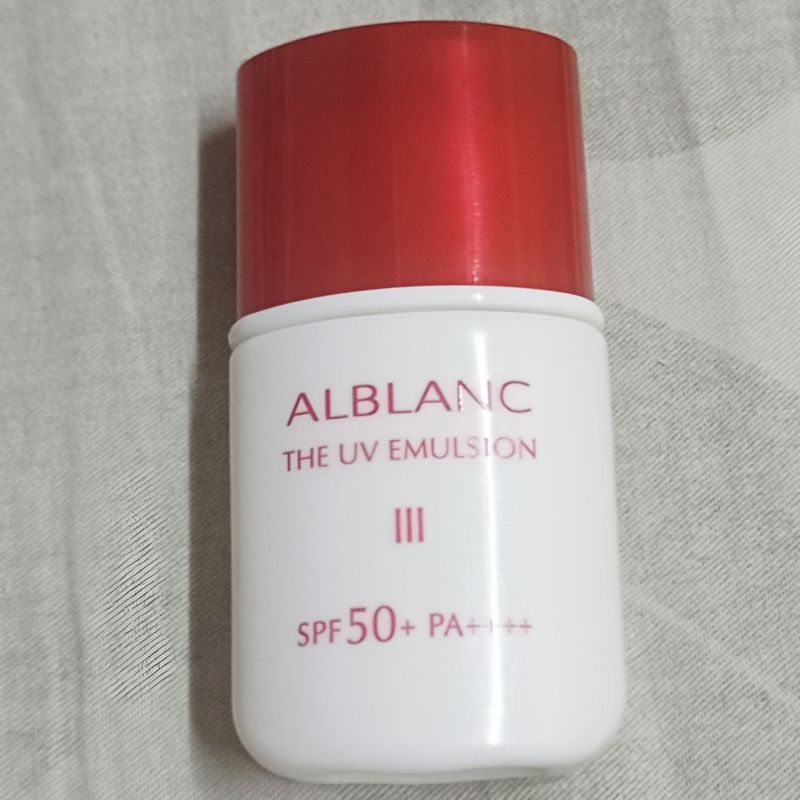 ALBLANC
THE UV EMULSION
III
SPF50+ PA++++